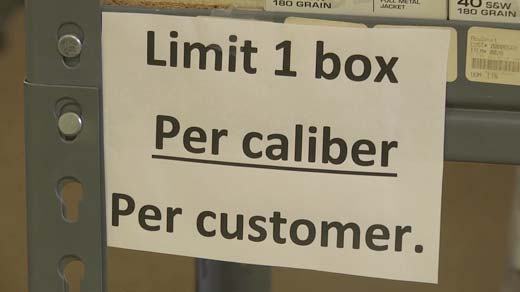 180 GRAIN
FULL METAL
JACKET
40 S&W
180 GRAIN
Limit 1 box
Per caliber
Per customer.